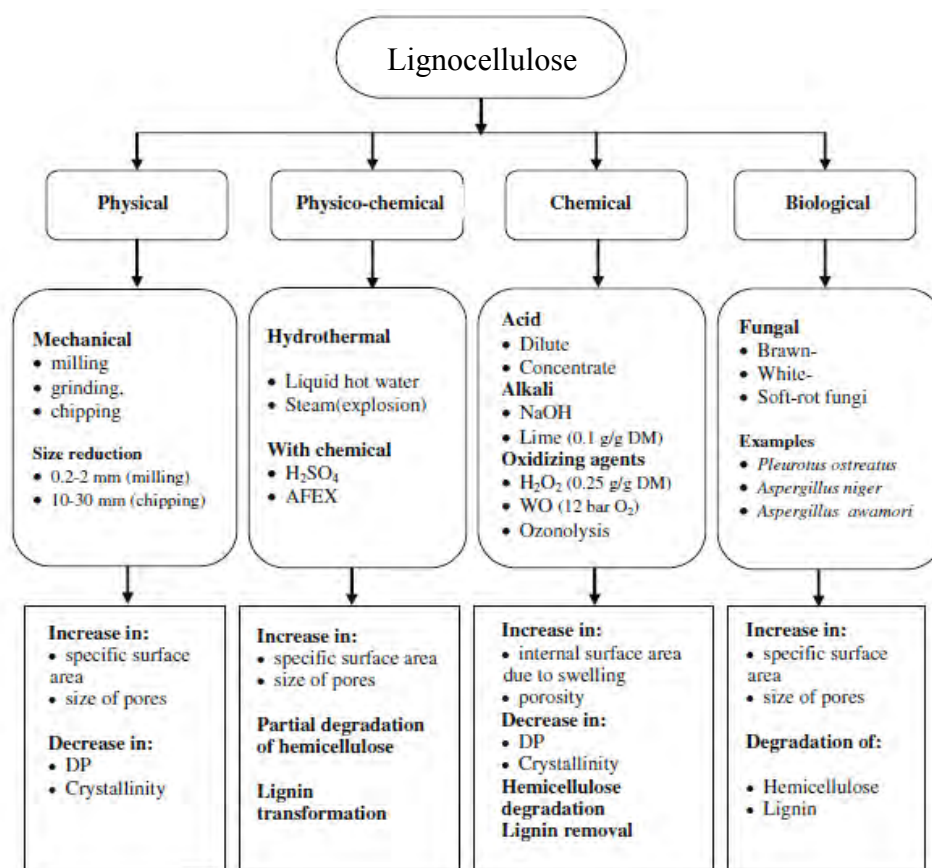 Lignocellulose
Physical
Physico-chemical
Chemical
Biological
Mechanical
• milling
• grinding,
• chipping
Size reduction
• 0.2-2 mm (milling)
• 10-30 mm (chipping)
Hydrothermal
• Liquid hot water
• Steam(explosion)
With chemical
• H₂SO₄
• AFEX
Acid
• Dilute
• Concentrate
Alkali
• NaOH
• Lime (0.1 g/g DM)
Oxidizing agents
• H₂O₂ (0.25 g/g DM)
• WO (12 bar O₂)
• Ozonolysis
Fungal
• Brawn-
• White-
• Soft-rot fungi
Examples
• Pleurotus ostreatus
• Aspergillus niger
• Aspergillus awamori
Increase in:
• specific surface
area
• size of pores
Decrease in:
• DP
• Crystallinity
Increase in:
• specific surface area
• size of pores
Partial degradation
of hemicellulose
Lignin
transformation
Increase in:
• internal surface area
due to swelling
• porosity
Decrease in:
• DP
• Crystallinity
Hemicellulose
degradation
Lignin removal
Increase in:
• specific surface
area
• size of pores
Degradation of:
• Hemicellulose
• Lignin